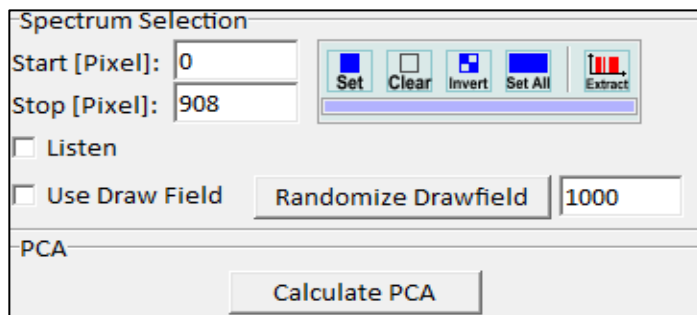 Spectrum Selection
Start [Pixel]: 0
Stop [Pixel]: 908
Set Clear Invert Set All Extract
Listen
Use Draw Field Randomize Drawfield 1000
PCA
Calculate PCA